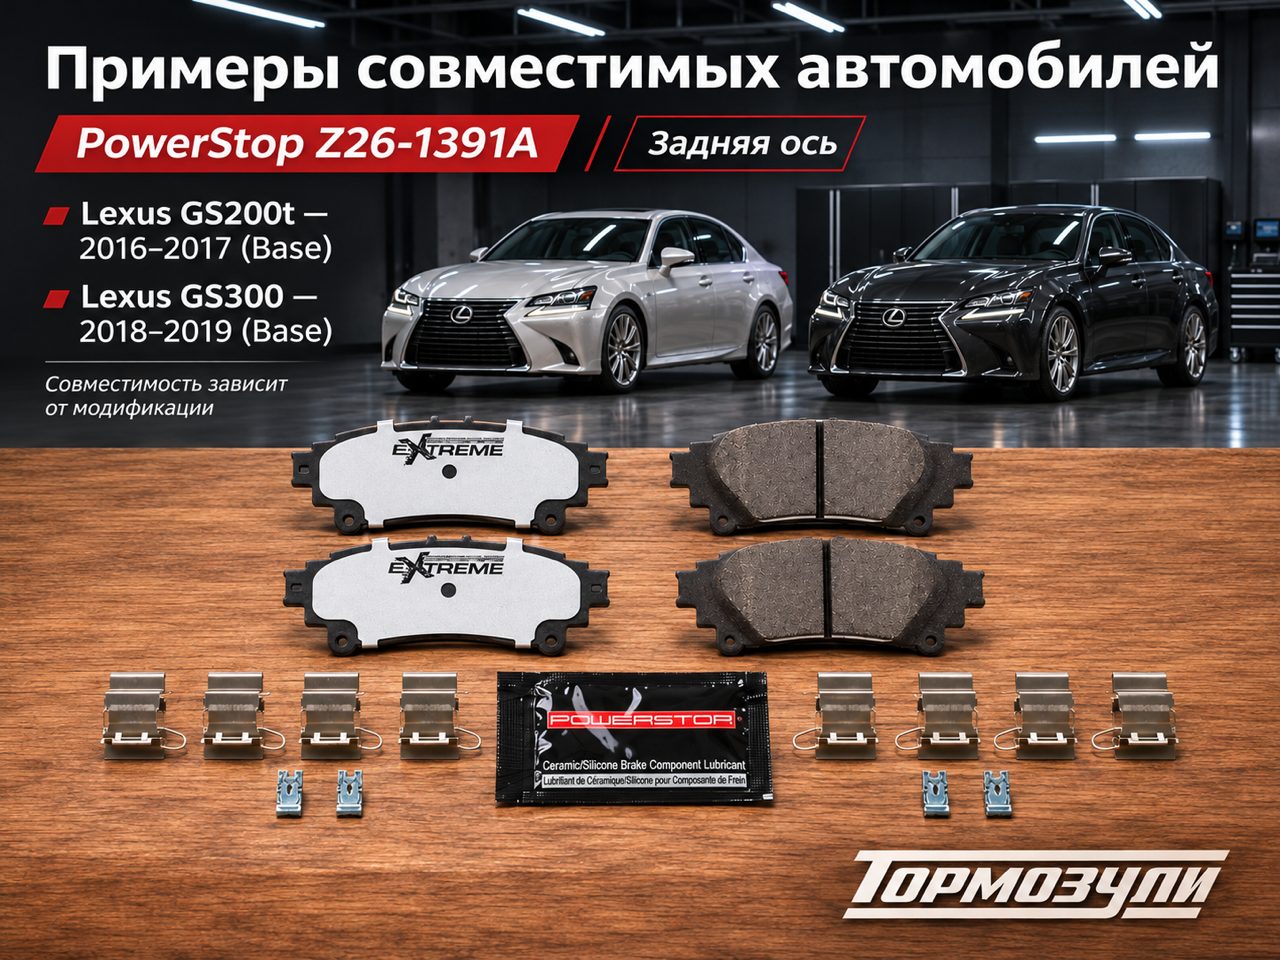 Примеры совместимых автомобилей
PowerStop Z26-1391A
Задняя ось
Lexus GS200t —
2016–2017 (Base)
Lexus GS300 —
2018–2019 (Base)
Совместимость зависит
от модификации
EXTREME
EXTREME
POWERSTOP
Ceramic/Silicone Brake Component Lubricant
Lubrifiant de Céramique/Silicone pour Composante de Frein
ТОРМОЗУЛИ